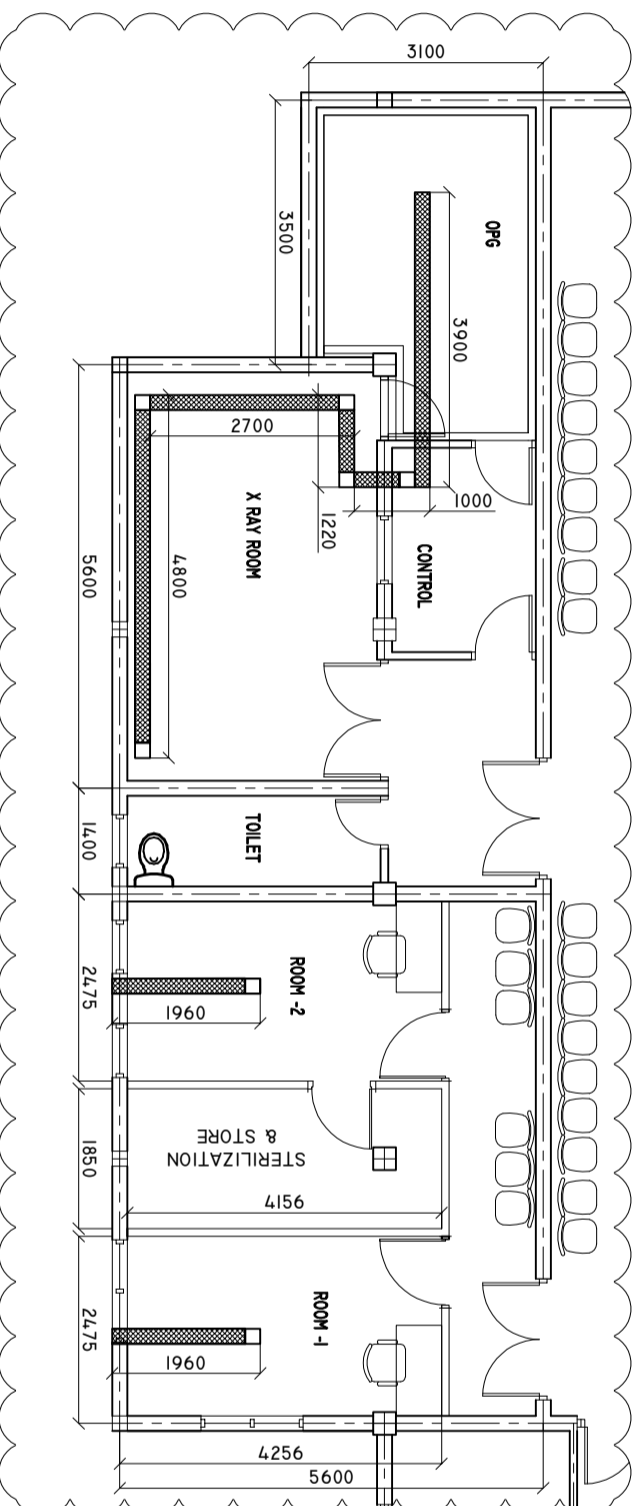 3100
3500
OPG
3900
2700
1000
1220
X RAY ROOM
CONTROL
4800
5600
TOILET
1400
ROOM -2
2475
1960
STERILIZATION
& STORE
1850
4156
ROOM -1
2475
1960
4256
5600